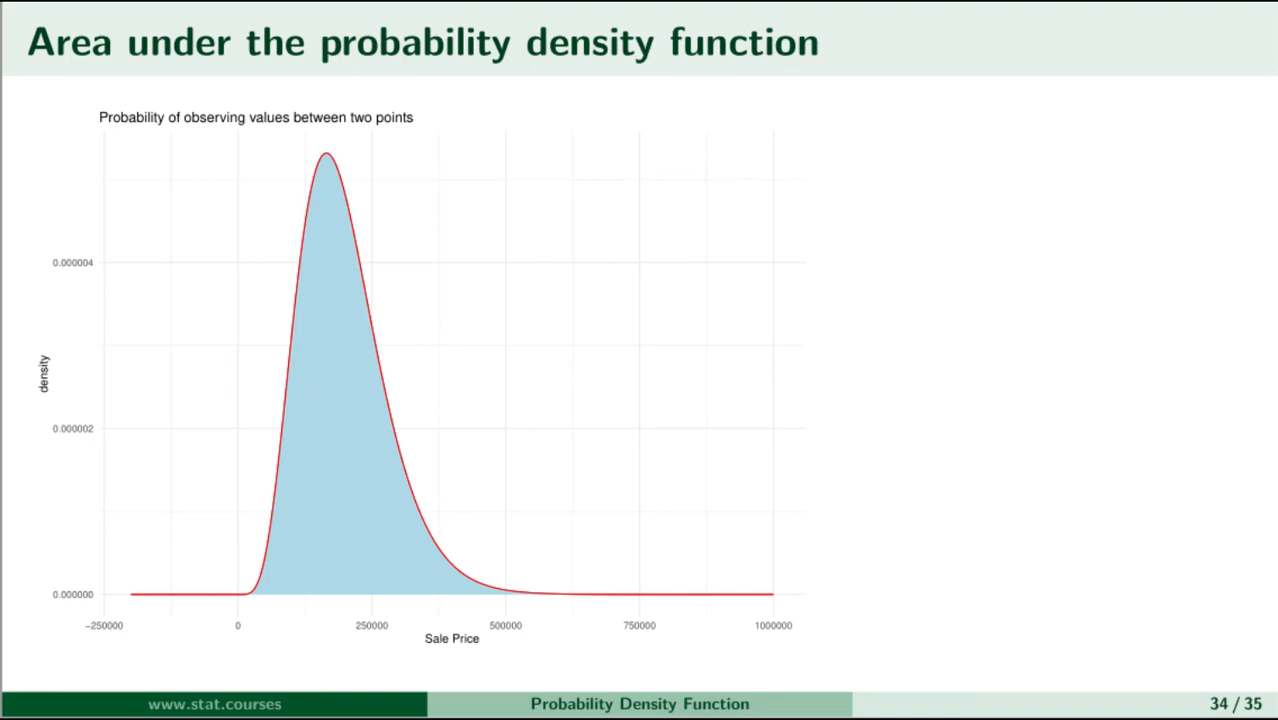 Area under the probability density function
Probability of observing values between two points
0.000004
0.000002
0.000000
density
−250000 0 250000 500000 750000 1000000
Sale Price
www.stat.courses Probability Density Function 34 / 35